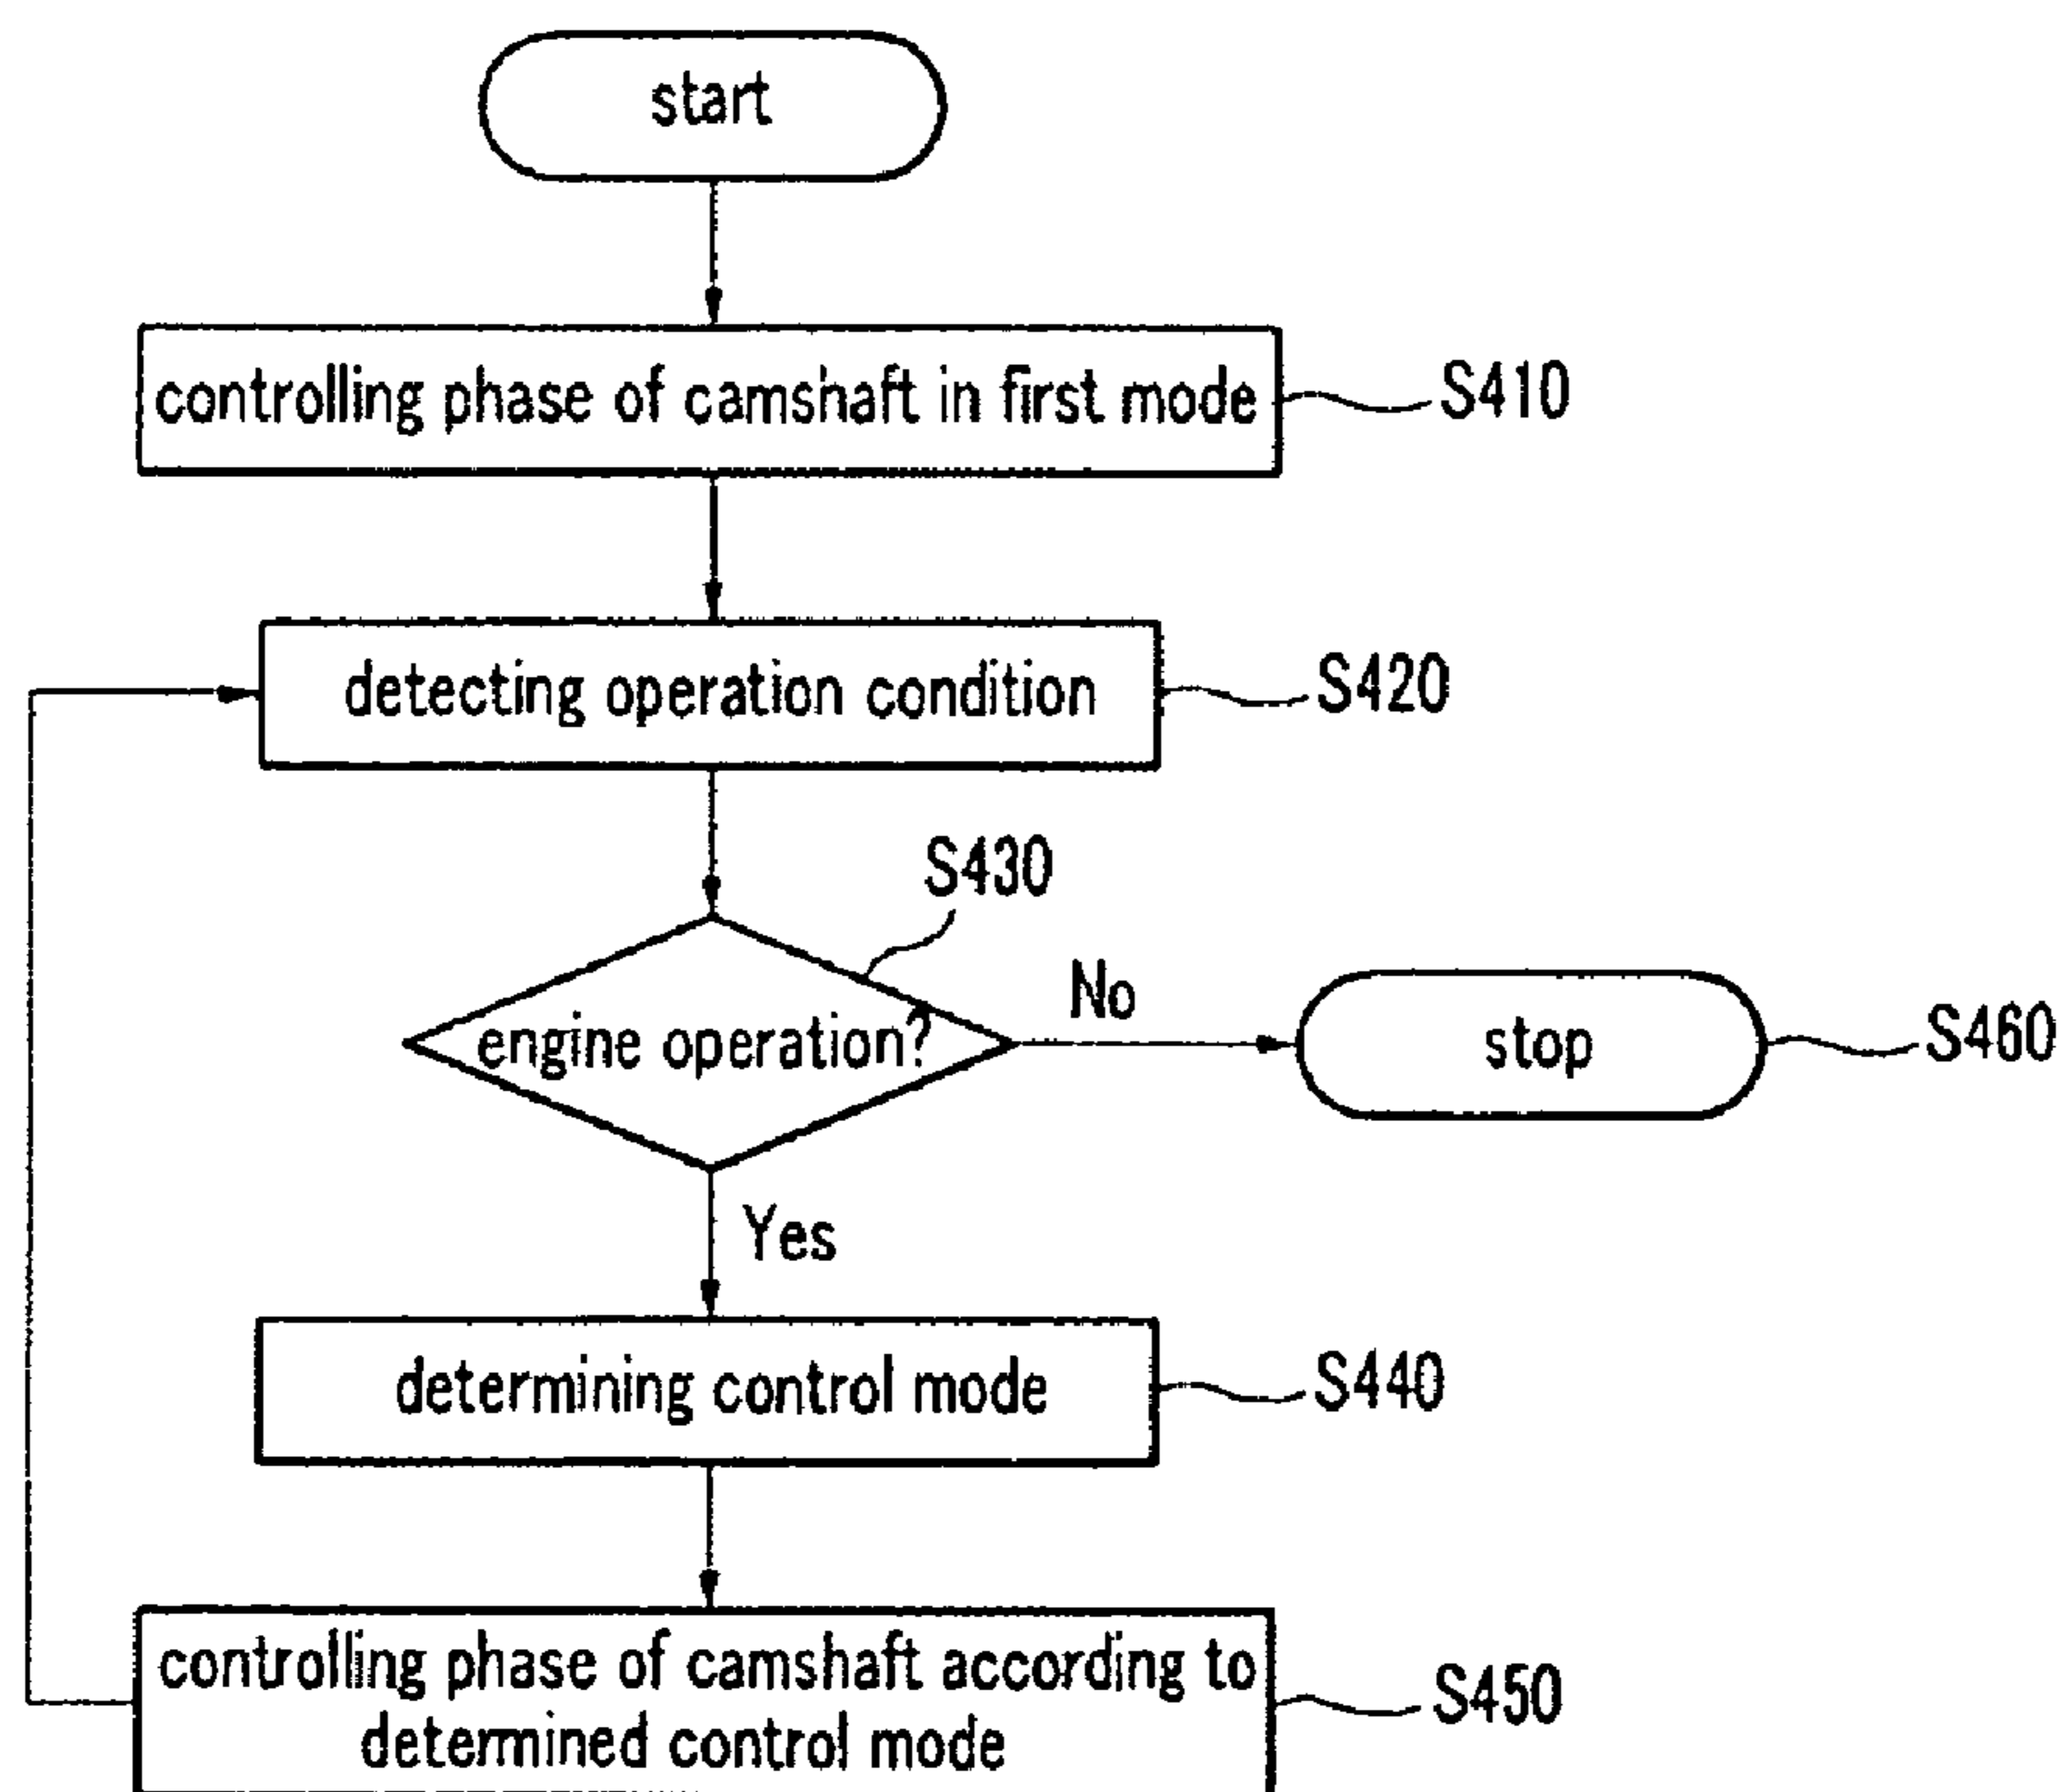 start
controlling phase of camshaft in first mode
S410
detecting operation condition
S420
S430
engine operation?
No
stop
S460
Yes
determining control mode
S440
controlling phase of camshaft according to
determined control mode
S450